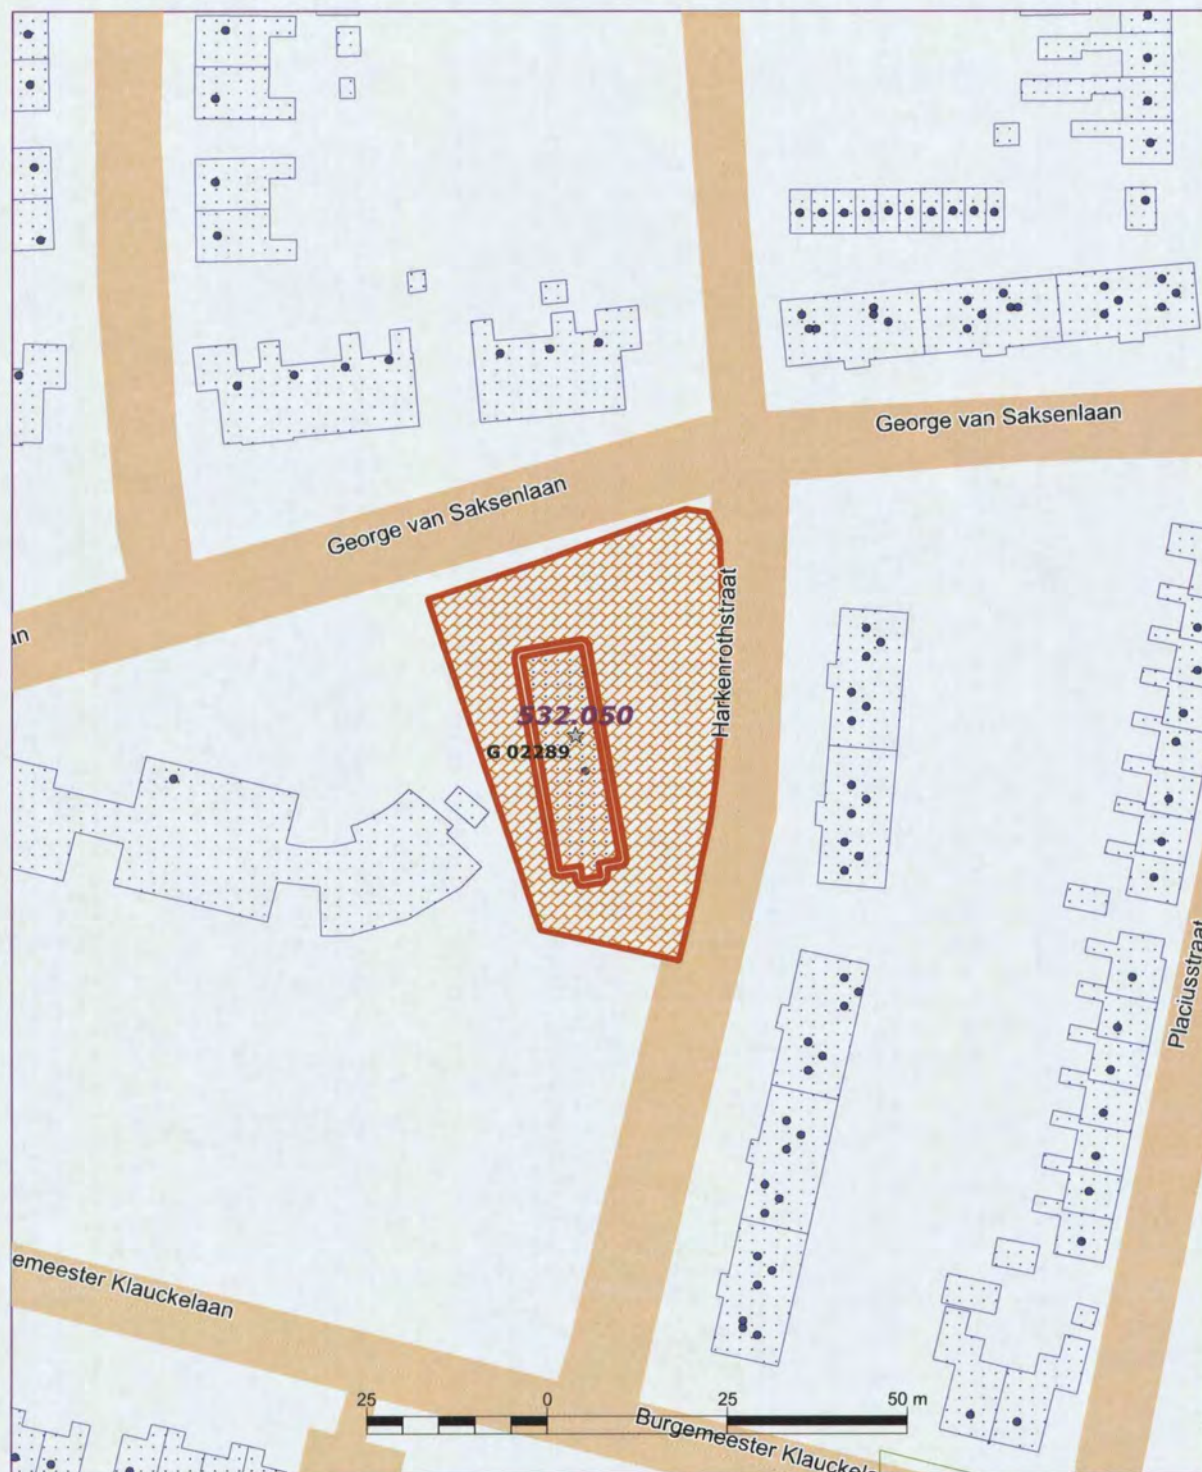 George van Saksenlaan
George van Saksenlaan
an
Harkenrothstraat
532.050
G 02289
Placiusstraat
emeester Klauckelaan
25 0 25 50 m
Burgemeester Klauckela